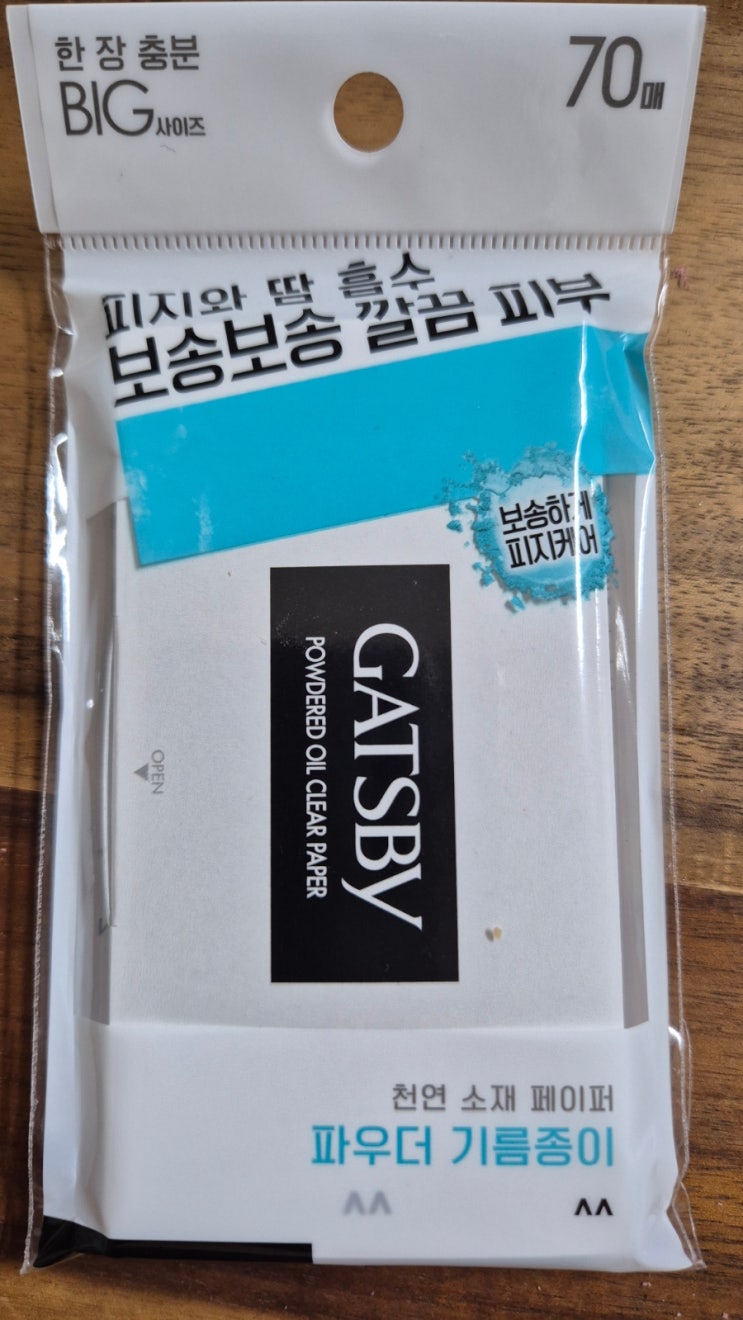 한 장 충분
BIG사이즈
70매
피지와 땀 흡수
보송보송 깔끔 피부
보송하게
피지케어
GATSBY
POWDERED OIL CLEAR PAPER
OPEN
천연 소재 페이퍼
파우더 기름종이